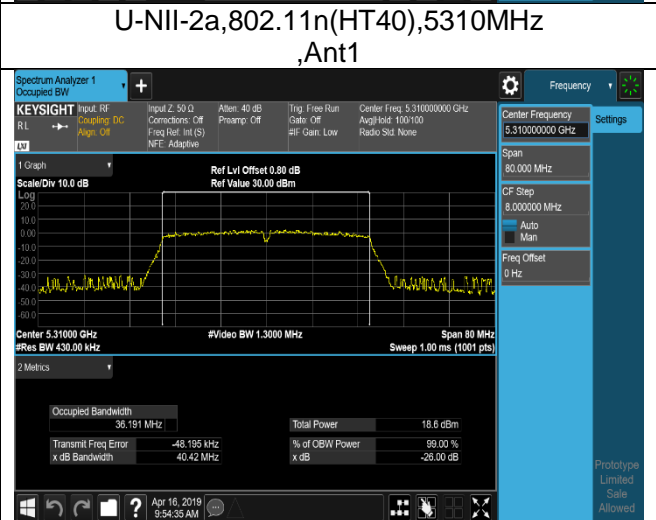 U-NII-2a,802.11n(HT40),5310MHz
,Ant1
Spectrum Analyzer 1
Occupied BW
+
Frequency
KEYSIGHT
RL
LXI
Input: RF
Coupling: DC
Align: Off
Input Z: 50 Ω
Corrections: Off
Freq Ref: Int (S)
NFE: Adaptive
Atten: 40 dB
Preamp: Off
Trig: Free Run
Gate: Off
#IF Gain: Low
Center Freq: 5.310000000 GHz
Avg|Hold: 100/100
Radio Std: None
Center Frequency
5.310000000 GHz
Settings
Span
80.000 MHz
CF Step
8.000000 MHz
Auto
Man
Freq Offset
0 Hz
1 Graph
Scale/Div 10.0 dB
Ref Lvl Offset 0.80 dB
Ref Value 30.00 dBm
Log
20.0
10.0
0.00
-10.0
-20.0
-30.0
-40.0
-50.0
-60.0
Center 5.31000 GHz
#Res BW 430.00 kHz
#Video BW 1.3000 MHz
Span 80 MHz
Sweep 1.00 ms (1001 pts)
2 Metrics
Occupied Bandwidth
36.191 MHz
Total Power 18.6 dBm
Transmit Freq Error -48.195 kHz
% of OBW Power 99.00 %
x dB Bandwidth 40.42 MHz
x dB -26.00 dB
Prototype
Limited
Sale
Allowed
?
Apr 16, 2019
9:54:35 AM